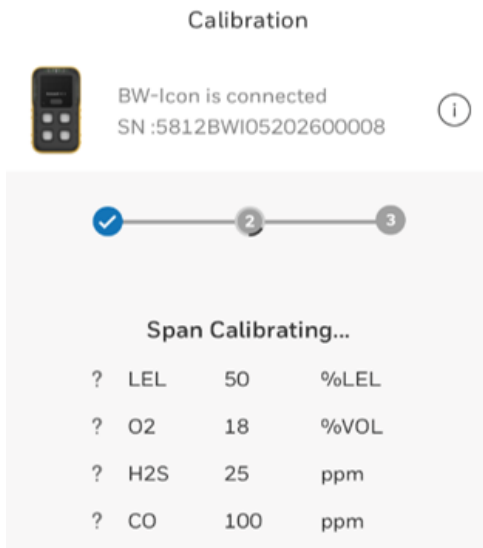 Calibration
BW-Icon is connected
SN :5812BWI05202600008
i
2
3
Span Calibrating...
? LEL 50 %LEL
? O2 18 %VOL
? H2S 25 ppm
? CO 100 ppm